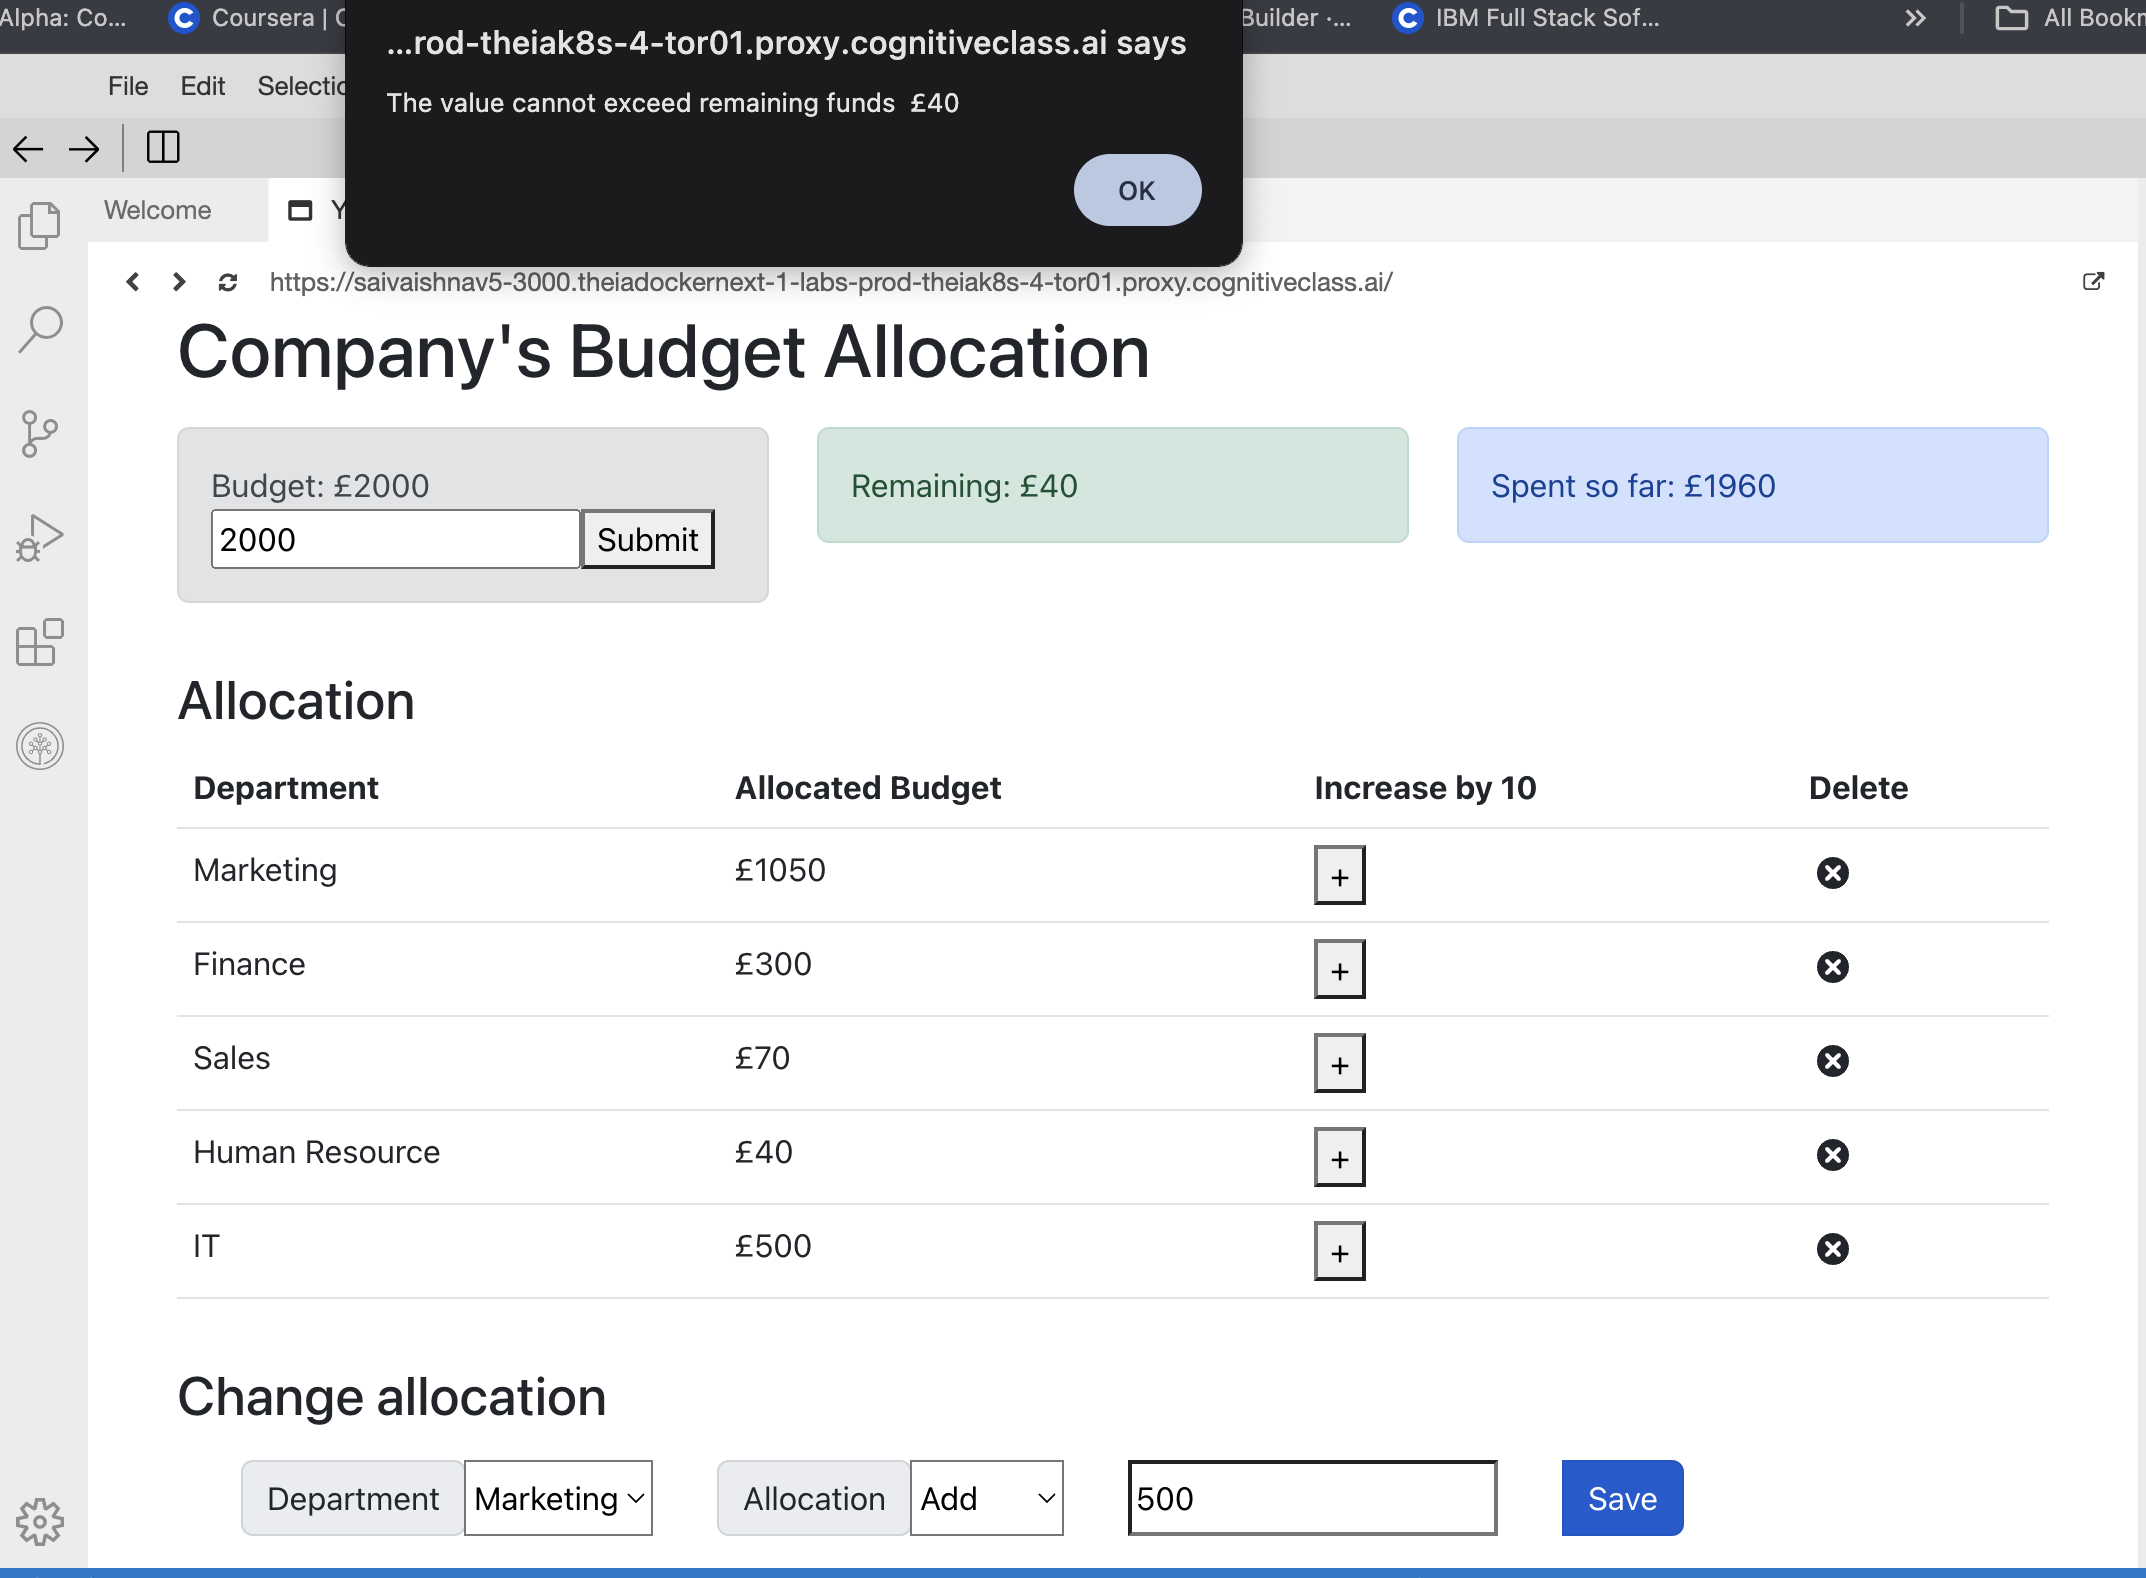 Alpha: Co...
Coursera |
Builder ·...
IBM Full Stack Sof...
All Bookm
...rod-theiak8s-4-tor01.proxy.cognitiveclass.ai says
The value cannot exceed remaining funds £40
OK
File Edit Selectio
Welcome
Y
https://saivaishnav5-3000.theiadockernext-1-labs-prod-theiak8s-4-tor01.proxy.cognitiveclass.ai/
Company's Budget Allocation
Budget: £2000
2000 Submit
Remaining: £40
Spent so far: £1960
Allocation
Department Allocated Budget Increase by 10 Delete
Marketing £1050 +
Finance £300 +
Sales £70 +
Human Resource £40 +
IT £500 +
Change allocation
Department Marketing Allocation Add 500 Save